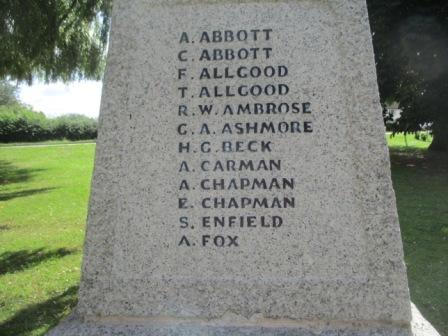 A. ABBOTT
C. ABBOTT
F. ALLGOOD
T. ALLGOOD
R. W. AMBROSE
G. A. ASHMORE
H. G. BECK
A. CARMAN
A. CHAPMAN
E. CHAPMAN
S. ENFIELD
A. FOX